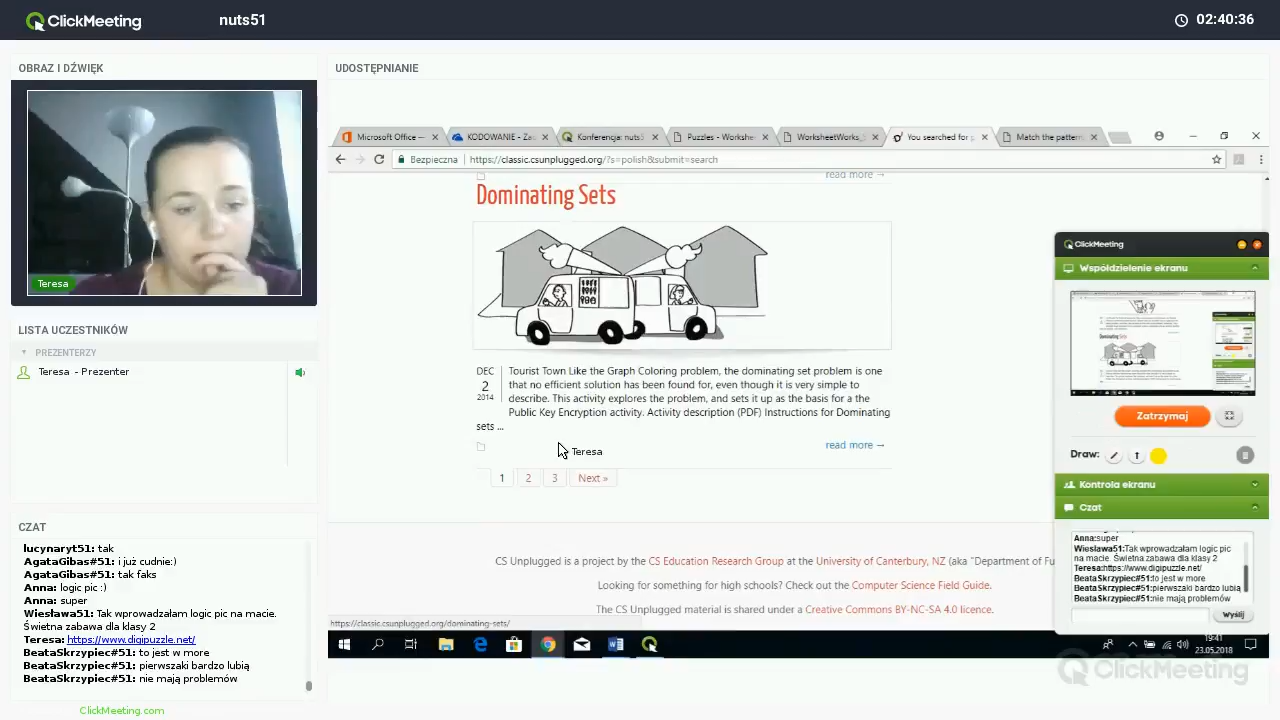 ClickMeeting
nuts51
02:40:36
OBRAZ I DŹWIĘK
Teresa
LISTA UCZESTNIKÓW
PREZENTERZY
Teresa - Prezenter
CZAT
lucynaryt51: tak
AgataGibas#51: i już cudnie:)
AgataGibas#51: tak faks
Anna: logic pic :)
Anna: super
Wiesława51: Tak wprowadzałam logic pic na macie.
Świetna zabawa dla klasy 2
Teresa: https://www.digipuzzle.net/
BeataSkrzypiec#51: to jest w more
BeataSkrzypiec#51: pierwszaki bardzo lubią
BeataSkrzypiec#51: nie mają problemów
ClickMeeting.com
UDOSTĘPNIANIE
Microsoft Office —
KODOWANIE - Za
Konferencja: nuts
Puzzles - Workshe
WorksheetWorks_
You searched for p
Match the pattern
Bezpieczna
https://classic.csunplugged.org/?s=polish&submit=search
read more →
Dominating Sets
DEC
2
2014
Tourist Town Like the Graph Coloring problem, the dominating set problem is one
that no efficient solution has been found for, even though it is very simple to
describe. This activity explores the problem, and sets it up as the basis for a the
Public Key Encryption activity. Activity description (PDF) Instructions for Dominating
sets ...
Teresa
read more →
1 2 3 Next »
CS Unplugged is a project by the CS Education Research Group at the University of Canterbury, NZ (aka "Department of Fu
Looking for something for high schools? Check out the Computer Science Field Guide.
The CS Unplugged material is shared under a Creative Commons BY-NC-SA 4.0 licence.
https://classic.csunplugged.org/dominating-sets/
ClickMeeting
Współdzielenie ekranu
Zatrzymaj
Draw:
Kontrola ekranu
Czat
Anna:super
Wiesława51:Tak wprowadzałam logic pic
na macie. Świetna zabawa dla klasy 2
Teresa:https://www.digipuzzle.net/
BeataSkrzypiec#51:to jest w more
BeataSkrzypiec#51:pierwszaki bardzo lubią
BeataSkrzypiec#51:nie mają problemów
Wyślij
19:41
23.05.2018
ClickMeeting